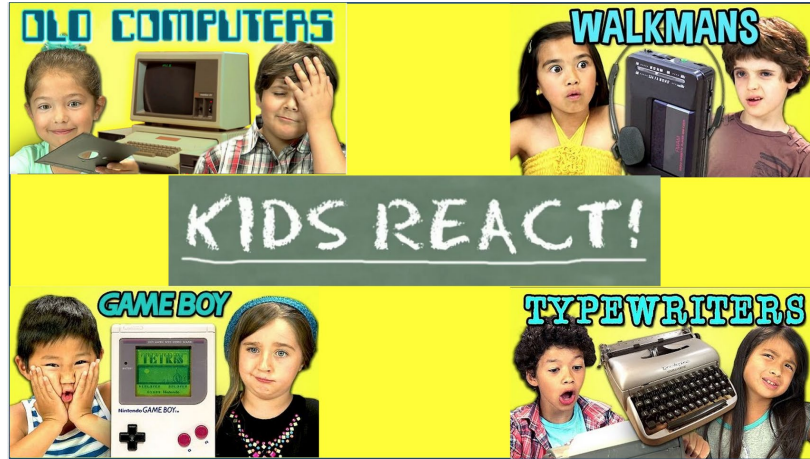 OLD COMPUTERS
WALKMANS
KIDS REACT!
GAME BOY
TETRIS
Nintendo GAME BOY
TYPEWRITERS